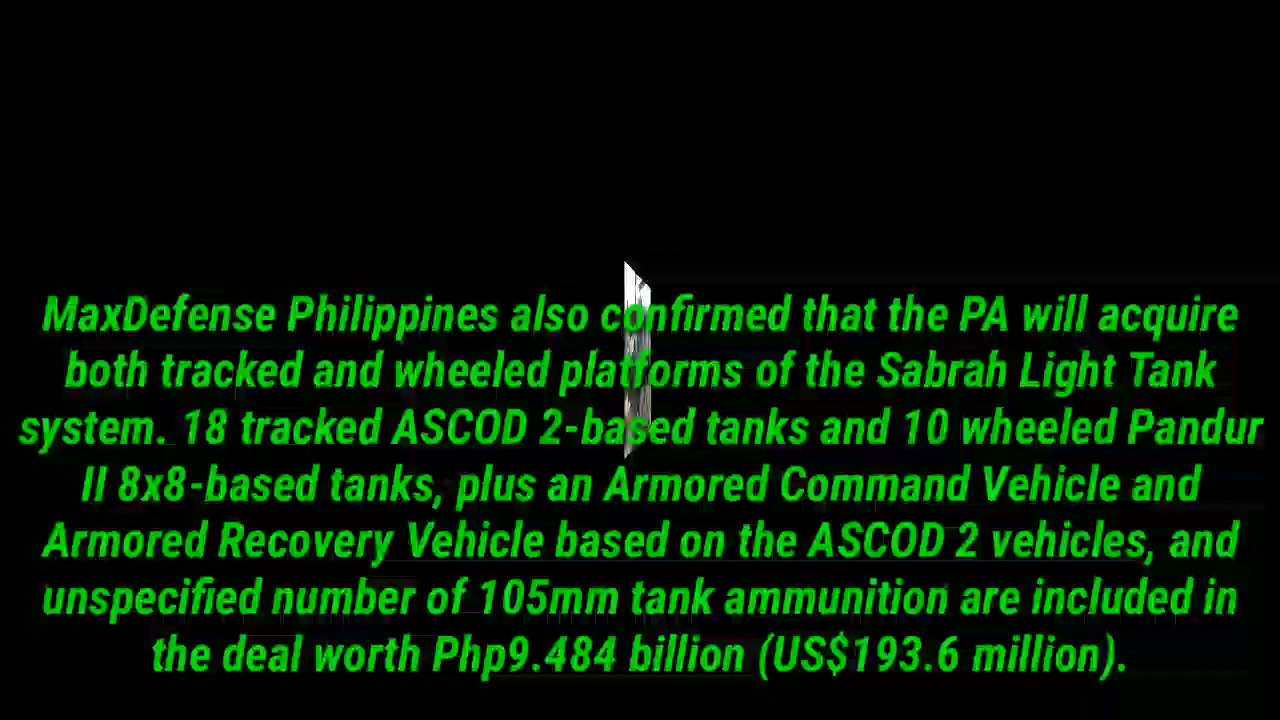 MaxDefense Philippines also confirmed that the PA will acquire
both tracked and wheeled platforms of the Sabrah Light Tank
system. 18 tracked ASCOD 2-based tanks and 10 wheeled Pandur
II 8x8-based tanks, plus an Armored Command Vehicle and
Armored Recovery Vehicle based on the ASCOD 2 vehicles, and
unspecified number of 105mm tank ammunition are included in
the deal worth Php9.484 billion (US$193.6 million).